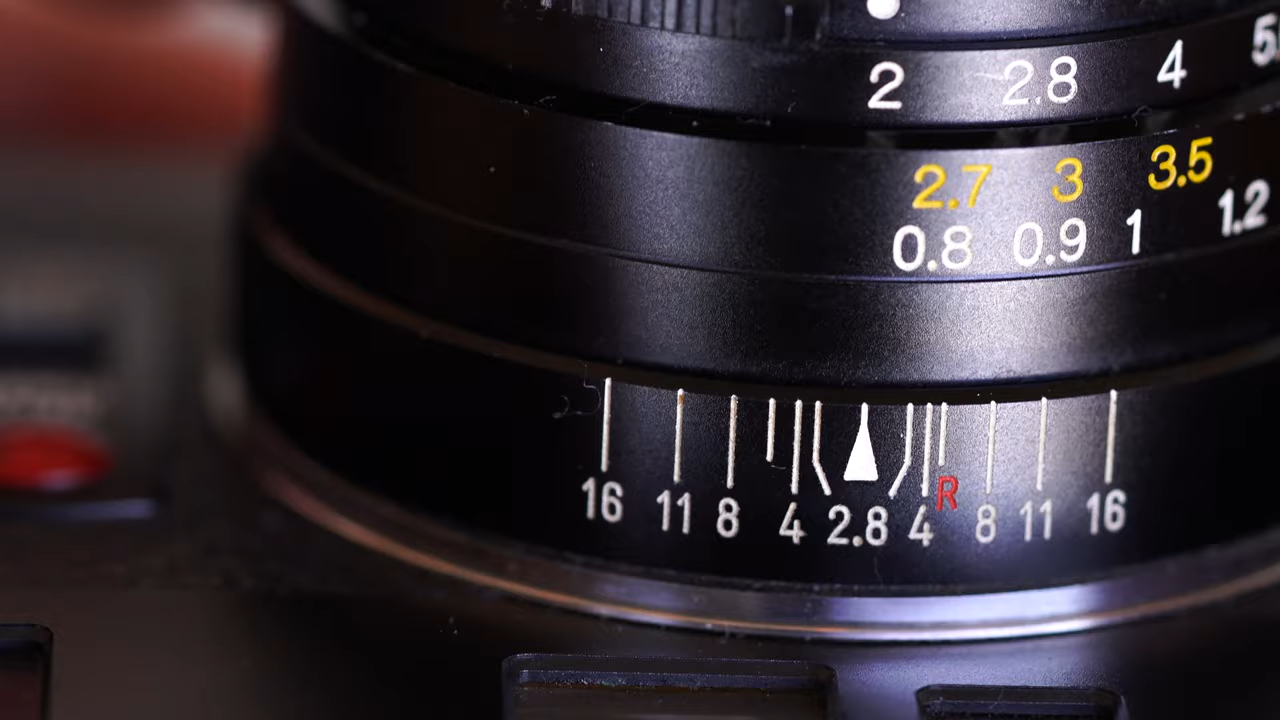 2 2.8 4 5.
2.7 3 3.5
0.8 0.9 1 1.2
R
16 11 8 4 2.8 4 8 11 16